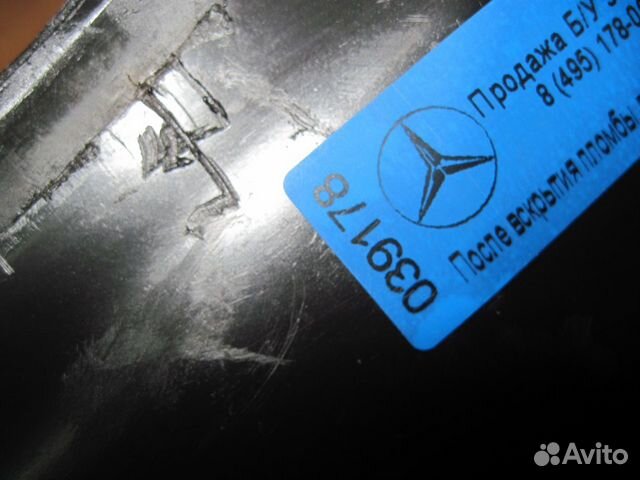 Продажа Б/У
8 (495) 178-0
После вскрытия пломбы
039178
Avito